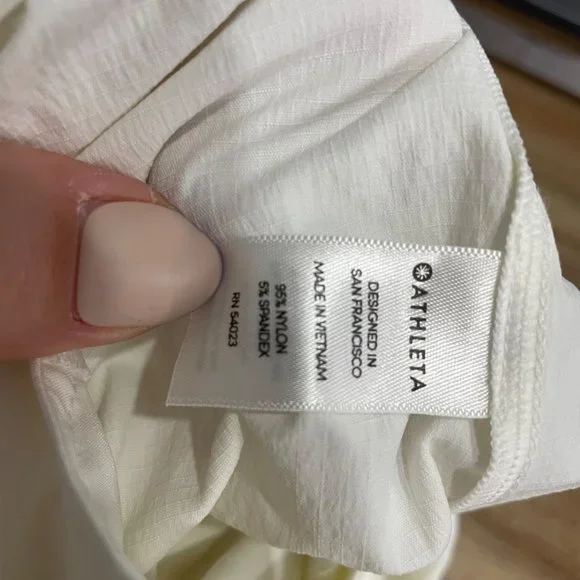 ATHLETA
DESIGNED IN
SAN FRANCISCO
MADE IN VIETNAM
95% NYLON
5% SPANDEX
RN 54023